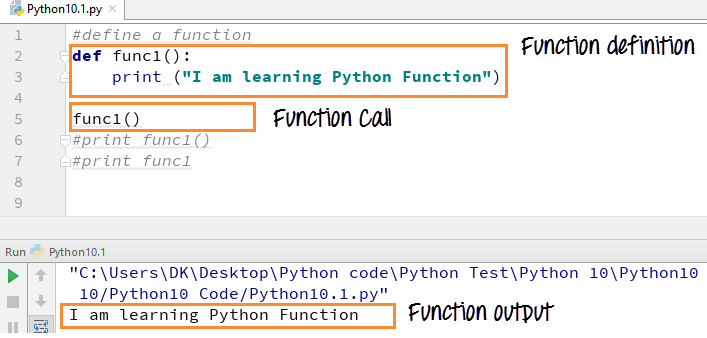 Python10.1.py ×
1 #define a function
2 def func1():
Function definition
3 print ("I am learning Python Function")
4
5 func1()
Function Call
6 #print func1()
7 #print func1
8
9
Run Python10.1
"C:\Users\DK\Desktop\Python code\Python Test\Python 10\Python10
10/Python10 Code/Python10.1.py"
I am learning Python Function
Function output